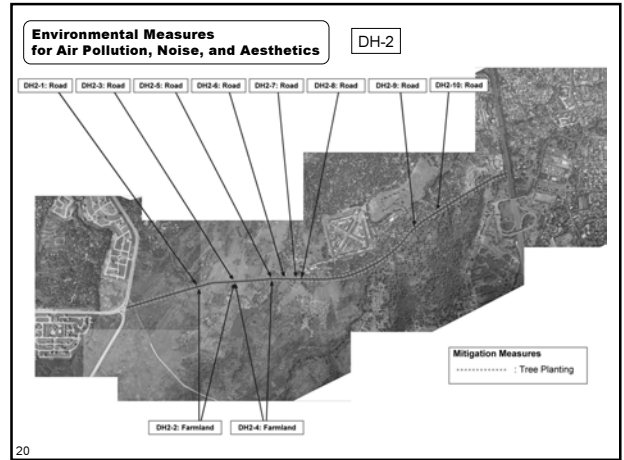 Environmental Measures
for Air Pollution, Noise, and Aesthetics
DH-2
DH2-1: Road
DH2-3: Road
DH2-5: Road
DH2-6: Road
DH2-7: Road
DH2-8: Road
DH2-9: Road
DH2-10: Road
Mitigation Measures
: Tree Planting
DH2-2: Farmland
DH2-4: Farmland
20